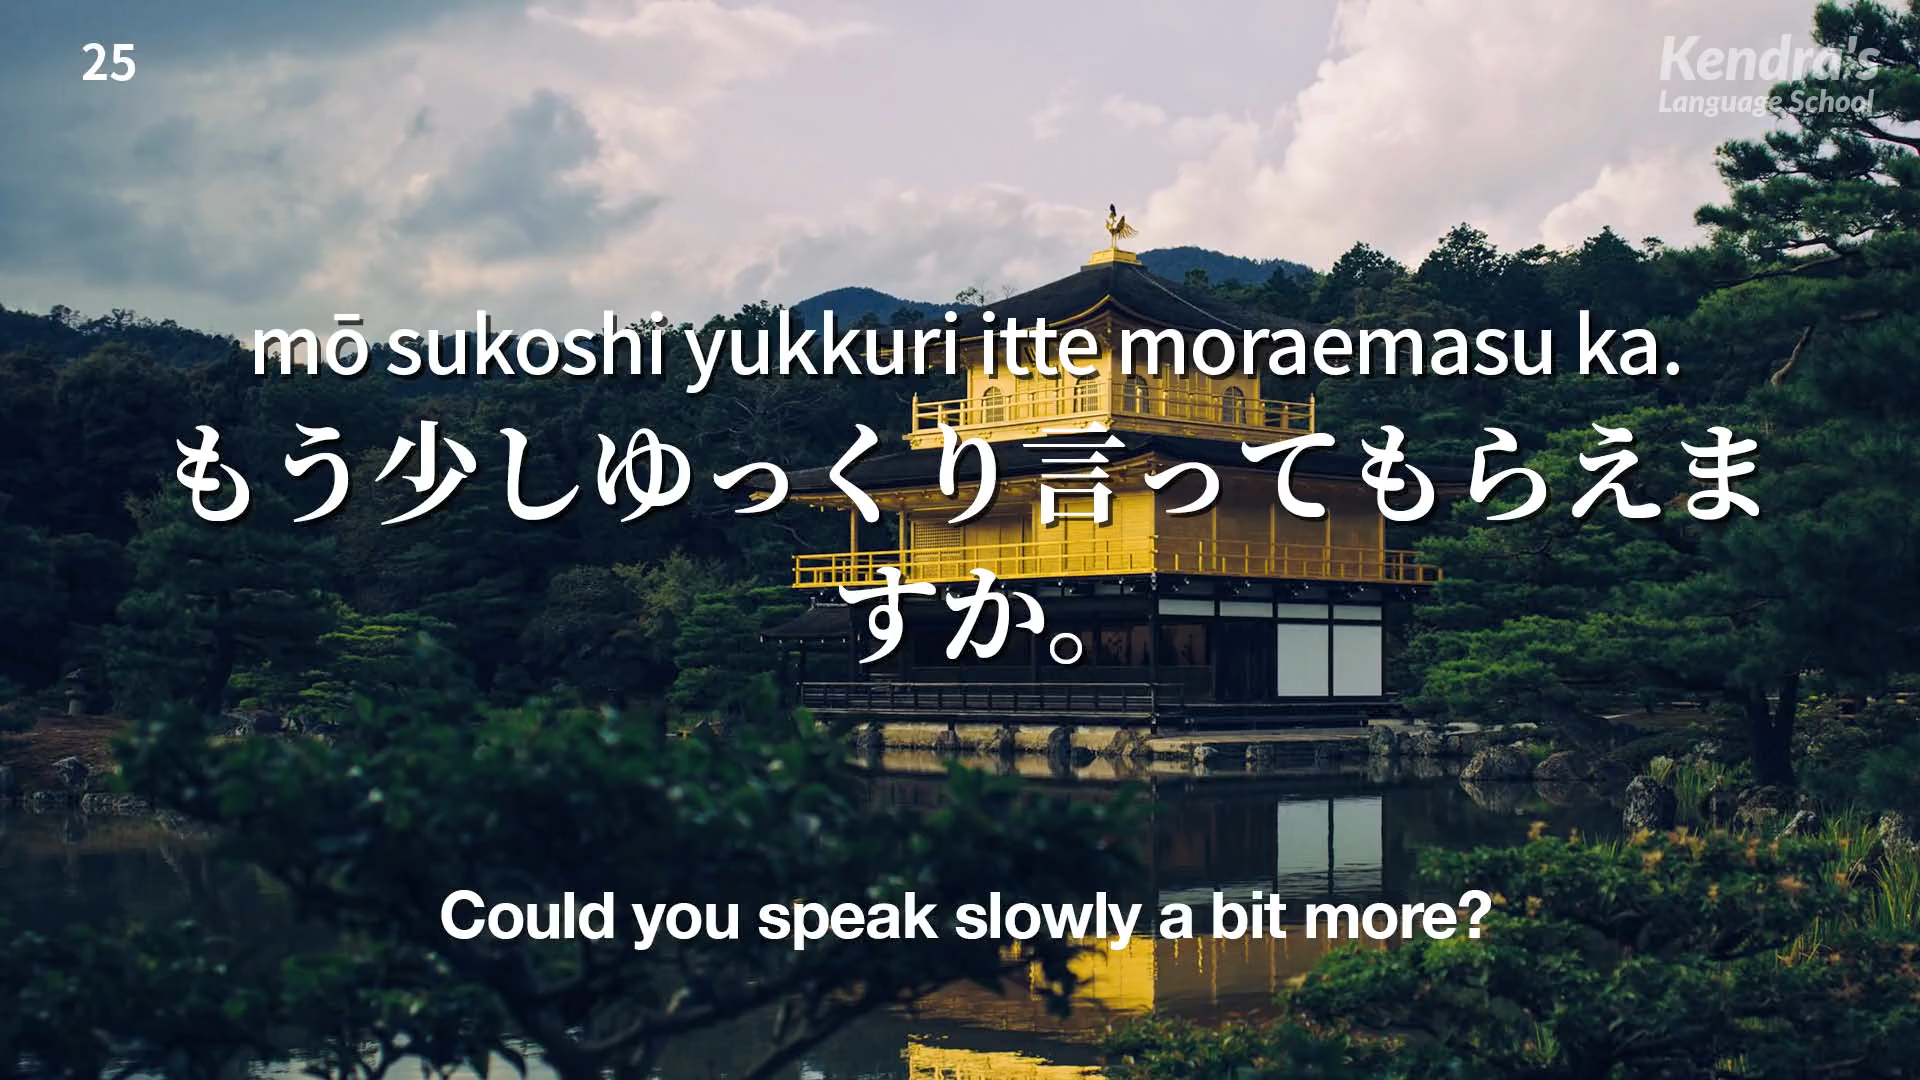 25
Kendra's
Language School
mō sukoshi yukkuri itte moraemasu ka.
もう少しゆっくり言ってもらえま
すか。
Could you speak slowly a bit more?